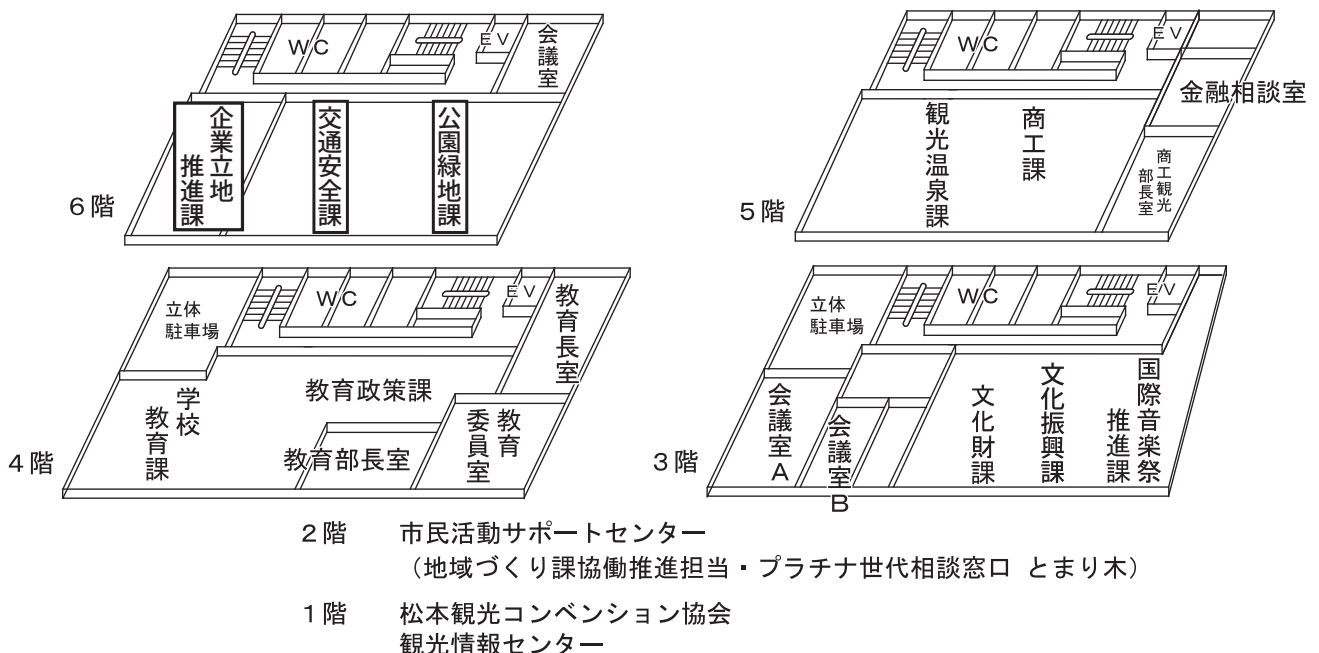 6階
WC
EV
会議室
企業立地
推進課
交通安全課
公園緑地課
5階
WC
EV
金融相談室
観光温泉課
商工課
商工観光
部長室
4階
立体
駐車場
WC
EV
教育長室
学校
教育課
教育政策課
教育部長室
教育
委員室
3階
立体
駐車場
WC
EV
会議室A
会議室B
文化財課
文化振興課
国際音楽祭
推進課
2階 市民活動サポートセンター
（地域づくり課協働推進担当・プラチナ世代相談窓口 とまり木）
1階 松本観光コンベンション協会
観光情報センター